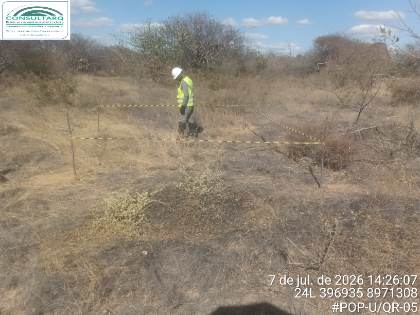 CONSULTARQ
7 de jul. de 2026 14:26:07
24L 396935 8971308
#POP-U/QR-05